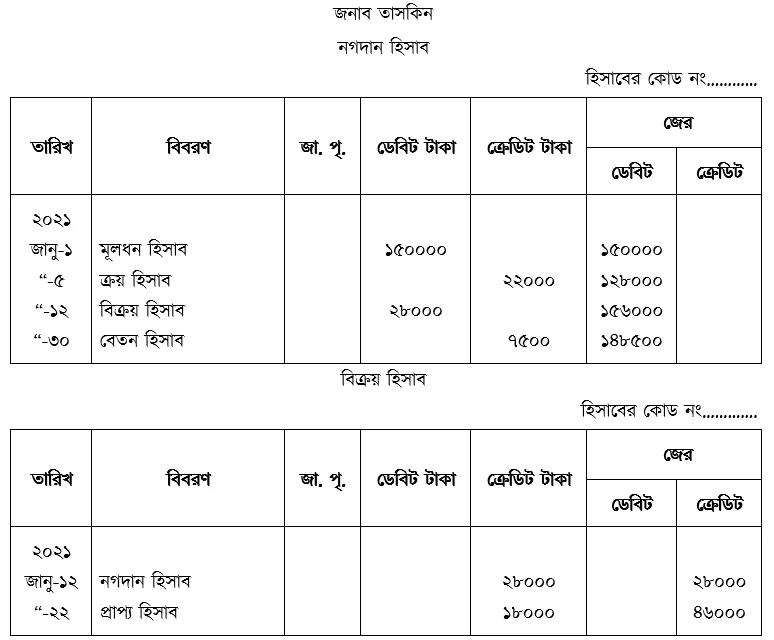 জনাব তাসকিন
নগদান হিসাব
হিসাবের কোড নং............
তারিখ বিবরণ জা. পৃ. ডেবিট টাকা ক্রেডিট টাকা জের
ডেবিট ক্রেডিট
২০২১
জানু-১ মূলধন হিসাব ১৫০০০০ ১৫০০০০
“-৫ ক্রয় হিসাব ২২০০০ ১২৮০০০
“-১২ বিক্রয় হিসাব ২৮০০০ ১৫৬০০০
“-৩০ বেতন হিসাব ৭৫০০ ১৪৮৫০০
বিক্রয় হিসাব
হিসাবের কোড নং.............
তারিখ বিবরণ জা. পৃ. ডেবিট টাকা ক্রেডিট টাকা জের
ডেবিট ক্রেডিট
২০২১
জানু-১২ নগদান হিসাব ২৮০০০ ২৮০০০
“-২২ প্রাপ্য হিসাব ১৮০০০ ৪৬০০০